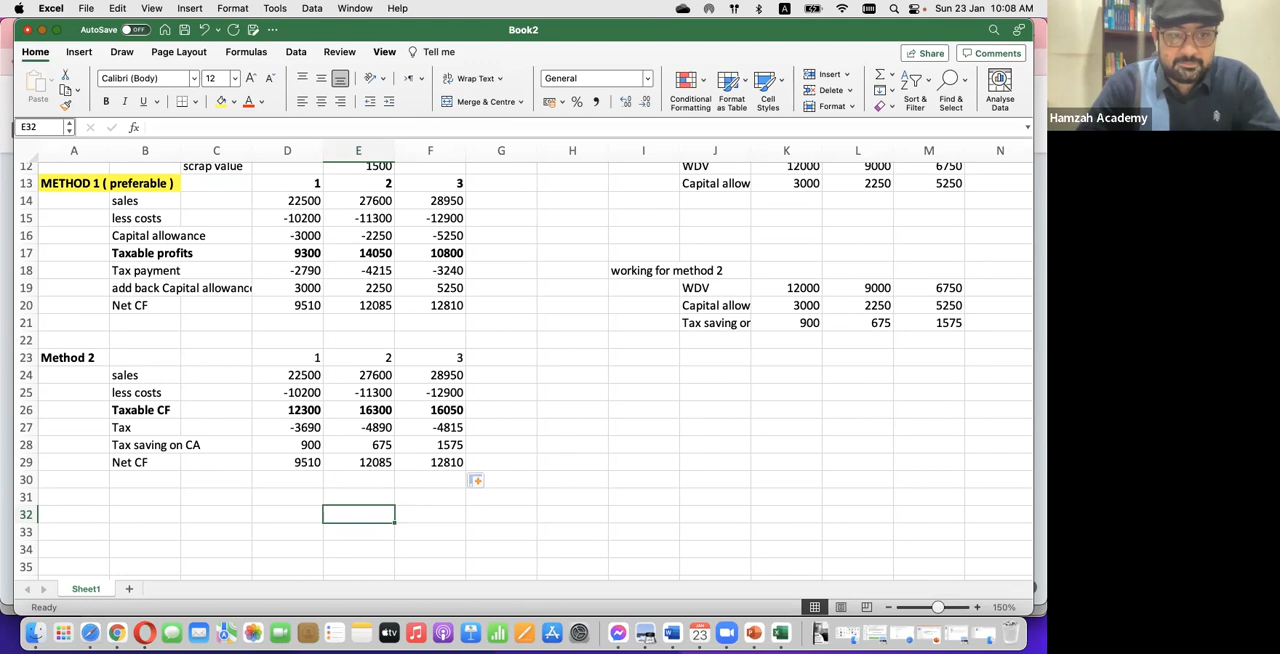 Excel File Edit View Insert Format Tools Data Window Help Sun 23 Jan 10:08 AM
AutoSave OFF Book2
Home Insert Draw Page Layout Formulas Data Review View Tell me Share Comments
Paste Calibri (Body) 12 Wrap Text General Insert
B I U A Merge & Centre Delete
Conditional Formatting Format as Table Cell Styles Format Sort & Filter Find & Select Analyse Data
E32 fx
A B C D E F G H I J K L M N
12 scrap value 1500 WDV 12000 9000 6750
13 METHOD 1 ( preferable ) 1 2 3 Capital allow 3000 2250 5250
14 sales 22500 27600 28950
15 less costs -10200 -11300 -12900
16 Capital allowance -3000 -2250 -5250
17 Taxable profits 9300 14050 10800
18 Tax payment -2790 -4215 -3240 working for method 2
19 add back Capital allowance 3000 2250 5250 WDV 12000 9000 6750
20 Net CF 9510 12085 12810 Capital allow 3000 2250 5250
21 Tax saving or 900 675 1575
22
23 Method 2 1 2 3
24 sales 22500 27600 28950
25 less costs -10200 -11300 -12900
26 Taxable CF 12300 16300 16050
27 Tax -3690 -4890 -4815
28 Tax saving on CA 900 675 1575
29 Net CF 9510 12085 12810
30
31
32
33
34
35
Sheet1
Ready 150%
Hamzah Academy